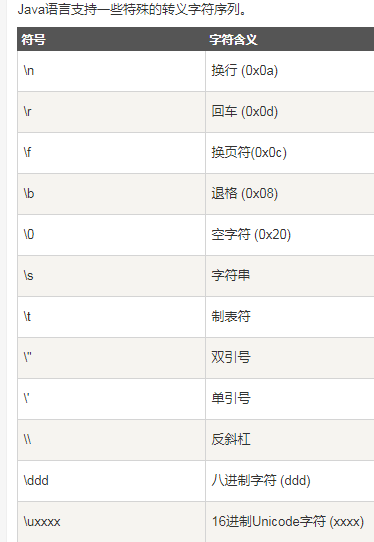 Java语言支持一些特殊的转义字符序列。
符号 字符含义
\n 换行 (0x0a)
\r 回车 (0x0d)
\f 换页符(0x0c)
\b 退格 (0x08)
\0 空字符 (0x20)
\s 字符串
\t 制表符
\" 双引号
\' 单引号
\\ 反斜杠
\ddd 八进制字符 (ddd)
\uxxxx 16进制Unicode字符 (xxxx)